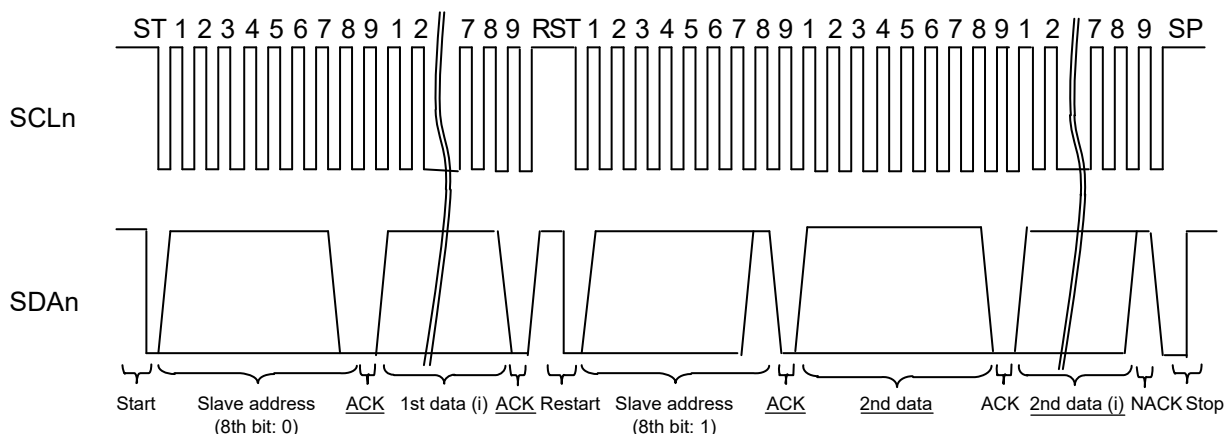 ST 1 2 3 4 5 6 7 8 9 1 2 7 8 9 RST 1 2 3 4 5 6 7 8 9 1 2 3 4 5 6 7 8 9 1 2 7 8 9 SP
SCLn
SDAn
Start Slave address (8th bit: 0) ACK 1st data (i) ACK Restart Slave address (8th bit: 1) ACK 2nd data ACK 2nd data (i) NACK Stop